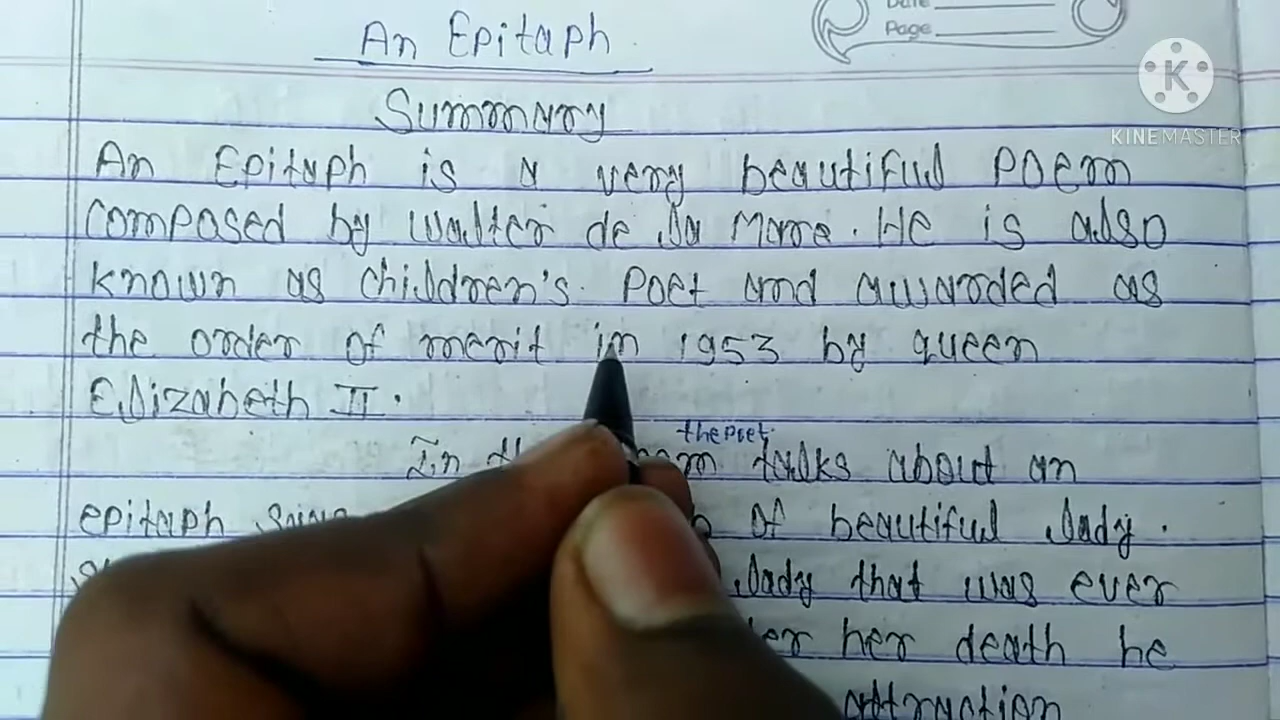 Date
Page
An Epitaph
KINEMASTER
Summary
An Epitaph is a very beautiful Poem
composed by walter de la Mare. He is also
known as children's Poet and awarded as
the order of merit in 1953 by queen
Elizabeth II.
the poet
In talks about an
epitaph of beautiful lady.
lady that was ever
her death he
attraction